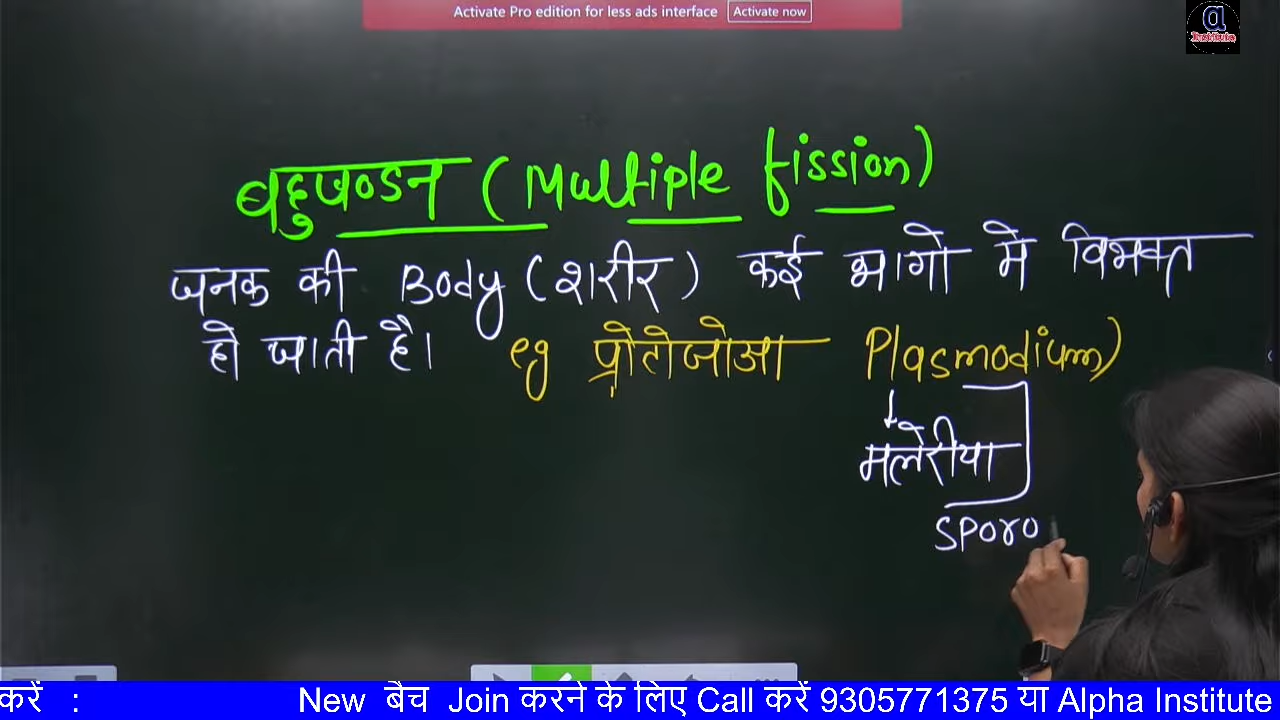 Activate Pro edition for less ads interface Activate now
a
Institute
बहुखण्डन (Multiple fission)
जनक की Body (शरीर) कई भागो मे विभक्त
हो जाती है। eg प्रोटोजोआ Plasmodium)
मलेरीया
sporo
करें : New बैच Join करने के लिए Call करें 9305771375 या Alpha Institute